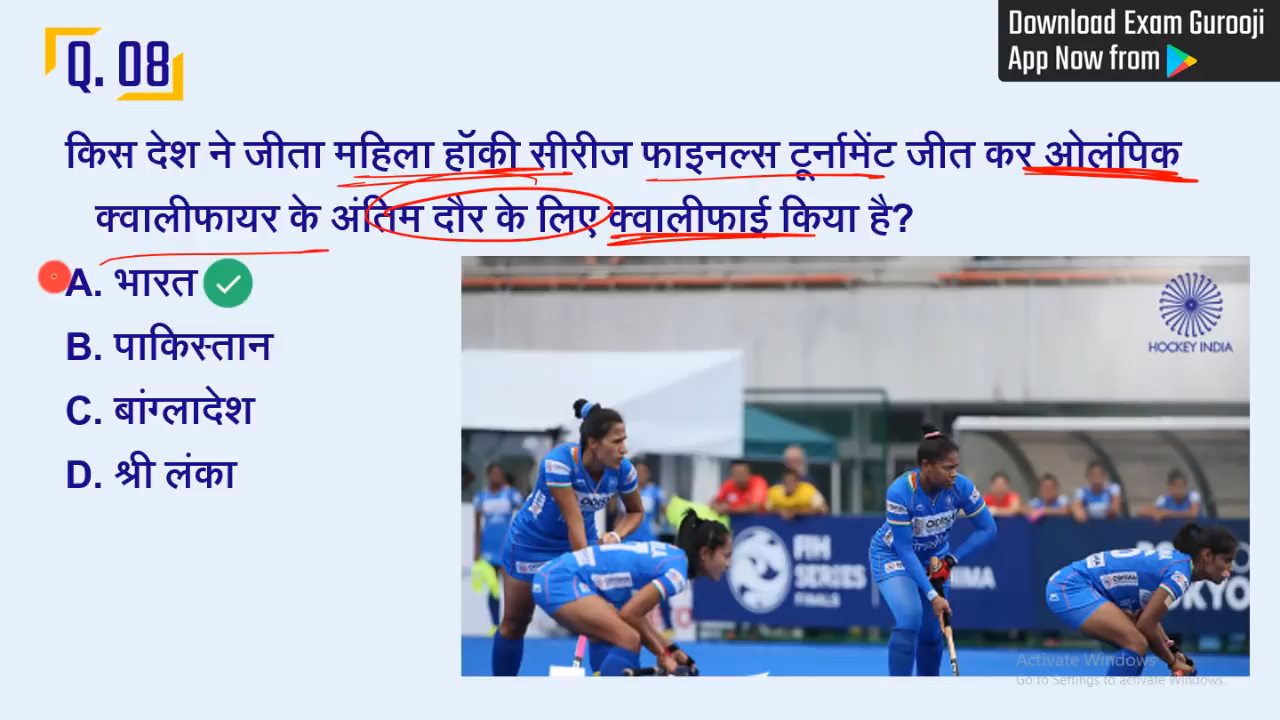 Download Exam Gurooji
App Now from
Q. 08
किस देश ने जीता महिला हॉकी सीरीज फाइनल्स टूर्नामेंट जीत कर ओलंपिक
क्वालीफायर के अंतिम दौर के लिए क्वालीफाई किया है?
A. भारत
B. पाकिस्तान
C. बांग्लादेश
D. श्री लंका
HOCKEY INDIA
FIH
SERIES
FINALS
Activate Windows
Go to Settings to activate Windows.